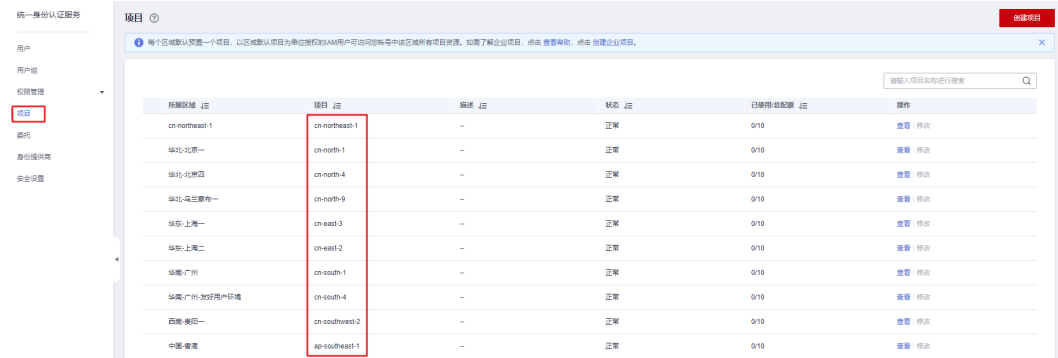 统一身份认证服务
用户
用户组
权限管理
项目
委托
身份提供商
安全设置
项目
创建项目
每个区域默认预置一个项目，以区域默认项目为单位授权的IAM用户可访问您帐号中该区域所有项目资源。如需了解企业项目，点击 查看帮助，点击 创建企业项目。
请输入项目名称进行搜索
所属区域 项目 描述 状态 已使用/总配额 操作
cn-northeast-1 cn-northeast-1 -- 正常 0/10 查看 修改
华北-北京一 cn-north-1 -- 正常 0/10 查看 修改
华北-北京四 cn-north-4 -- 正常 0/10 查看 修改
华北-乌兰察布一 cn-north-9 -- 正常 0/10 查看 修改
华东-上海一 cn-east-3 -- 正常 0/10 查看 修改
华东-上海二 cn-east-2 -- 正常 0/10 查看 修改
华南-广州 cn-south-1 -- 正常 0/10 查看 修改
华南-广州-友好用户环境 cn-south-4 -- 正常 0/10 查看 修改
西南-贵阳一 cn-southwest-2 -- 正常 0/10 查看 修改
中国-香港 ap-southeast-1 -- 正常 0/10 查看 修改